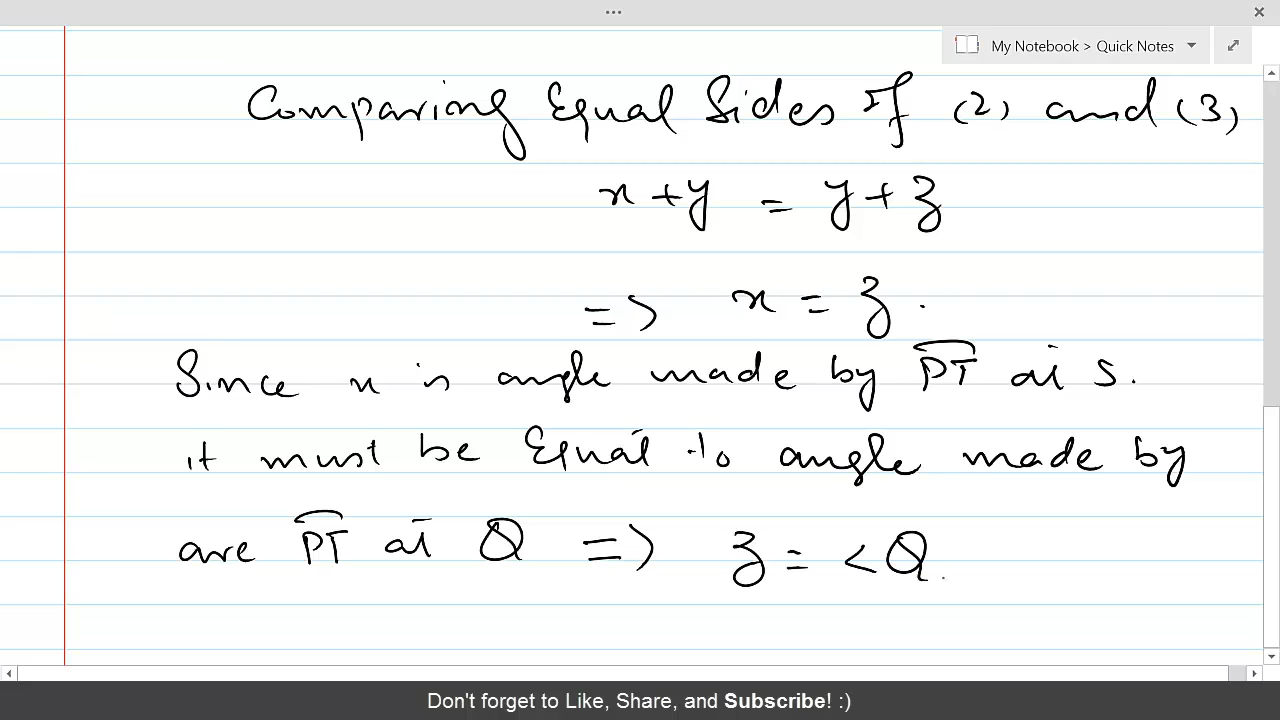 ...
My Notebook > Quick Notes
Comparing Equal Sides of (2) and (3)
x + y = y + z
=> x = z.
Since x is angle made by PT at S.
it must be Equal to angle made by
arc PT at Q => z = <Q.
Don't forget to Like, Share, and Subscribe! :)